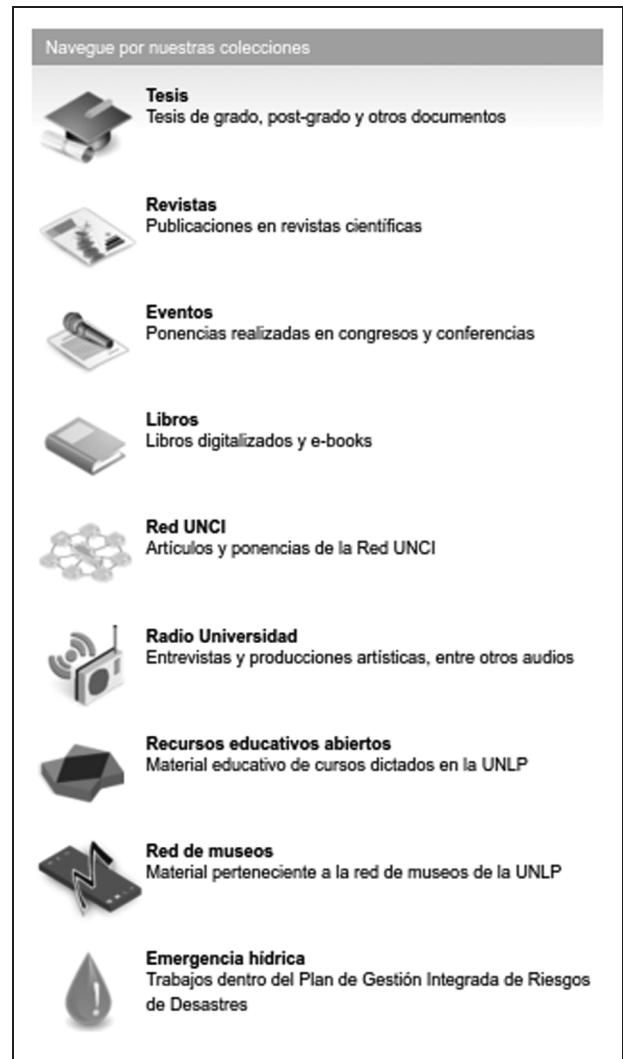 Navegue por nuestras colecciones
Tesis
Tesis de grado, post-grado y otros documentos
Revistas
Publicaciones en revistas científicas
Eventos
Ponencias realizadas en congresos y conferencias
Libros
Libros digitalizados y e-books
Red UNCI
Artículos y ponencias de la Red UNCI
Radio Universidad
Entrevistas y producciones artísticas, entre otros audios
Recursos educativos abiertos
Material educativo de cursos dictados en la UNLP
Red de museos
Material perteneciente a la red de museos de la UNLP
Emergencia hídrica
Trabajos dentro del Plan de Gestión Integrada de Riesgos
de Desastres